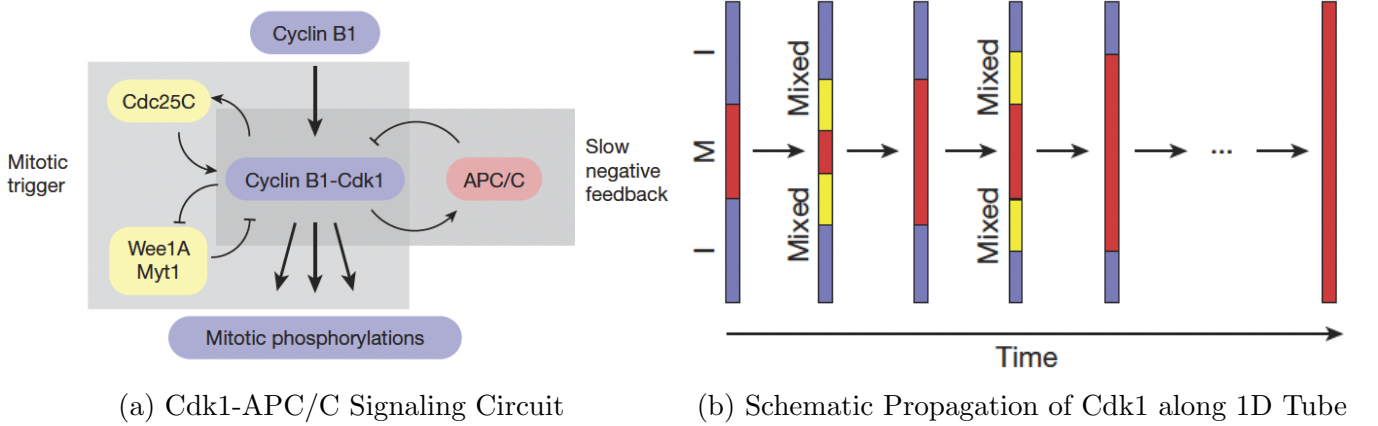 Cyclin B1
Cdc25C
Mitotic
trigger
Cyclin B1-Cdk1
APC/C
Slow
negative
feedback
Wee1A
Myt1
Mitotic phosphorylations
(a) Cdk1-APC/C Signaling Circuit
I
M
I
Mixed
Mixed
Mixed
Mixed
...
Time
(b) Schematic Propagation of Cdk1 along 1D Tube